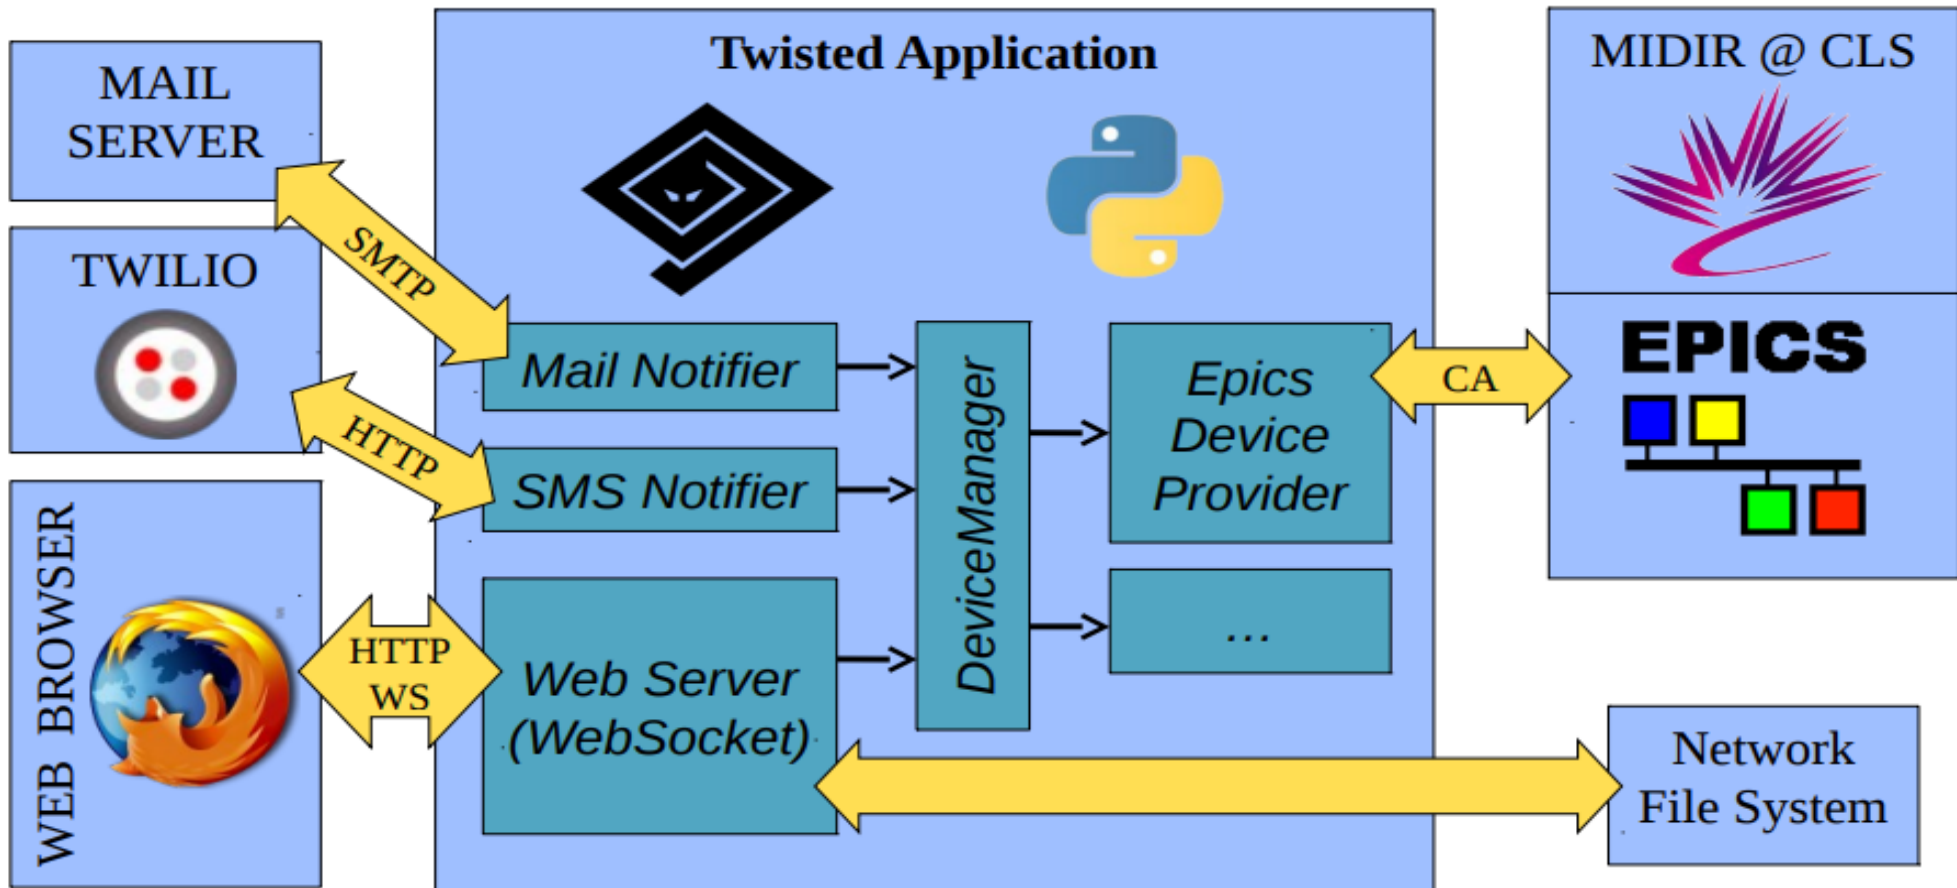 MAIL
SERVER
TWILIO
WEB BROWSER
SMTP
HTTP
HTTP
WS
Twisted Application
Mail Notifier
SMS Notifier
Web Server
(WebSocket)
DeviceManager
Epics
Device
Provider
...
CA
MIDIR @ CLS
EPICS
Network
File System